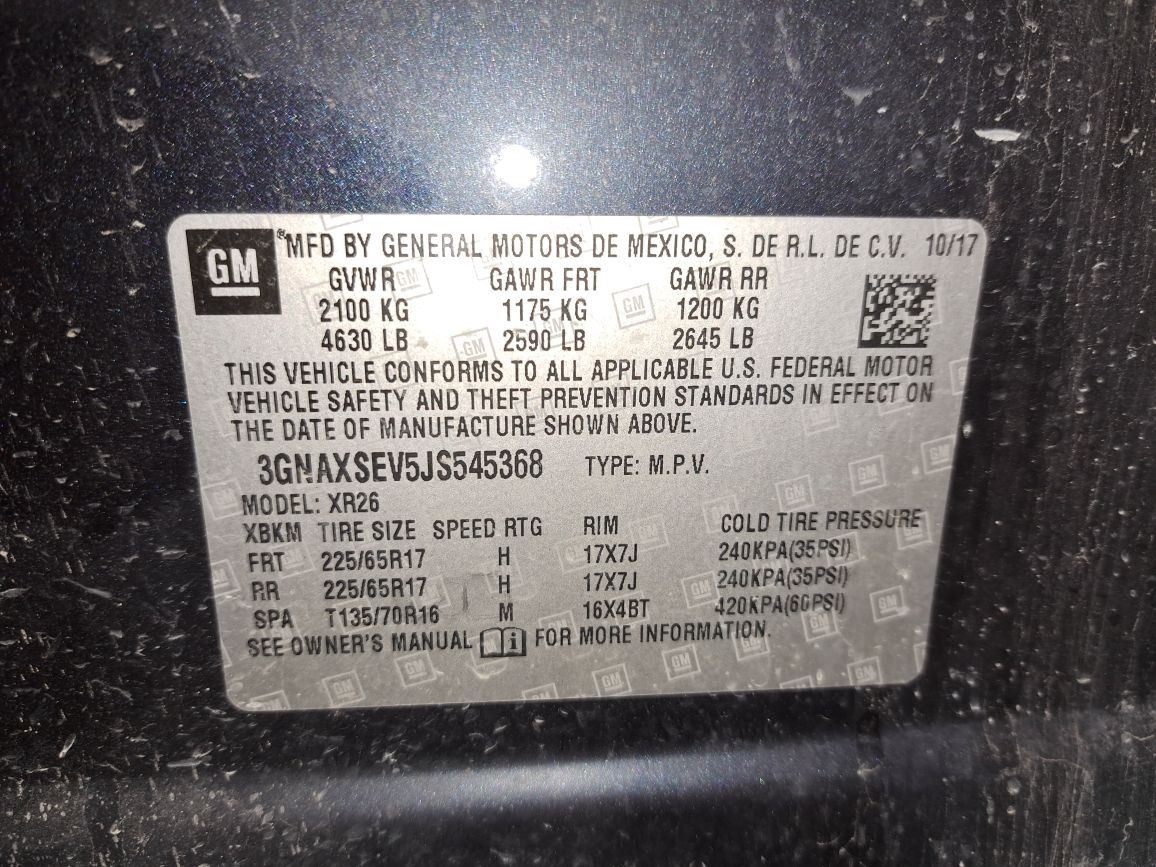 GM
®MFD BY GENERAL MOTORS DE MEXICO, S. DE R.L. DE C.V. 10/17
GVWR GAWR FRT GAWR RR
2100 KG 1175 KG 1200 KG
4630 LB 2590 LB 2645 LB
THIS VEHICLE CONFORMS TO ALL APPLICABLE U.S. FEDERAL MOTOR
VEHICLE SAFETY AND THEFT PREVENTION STANDARDS IN EFFECT ON
THE DATE OF MANUFACTURE SHOWN ABOVE.
3GNAXSEV5JS545368 TYPE: M.P.V.
MODEL: XR26
XBKM TIRE SIZE SPEED RTG RIM COLD TIRE PRESSURE
FRT 225/65R17 H 17X7J 240KPA(35PSI)
RR 225/65R17 H 17X7J 240KPA(35PSI)
SPA T135/70R16 M 16X4BT 420KPA(60PSI)
SEE OWNER'S MANUAL i FOR MORE INFORMATION.